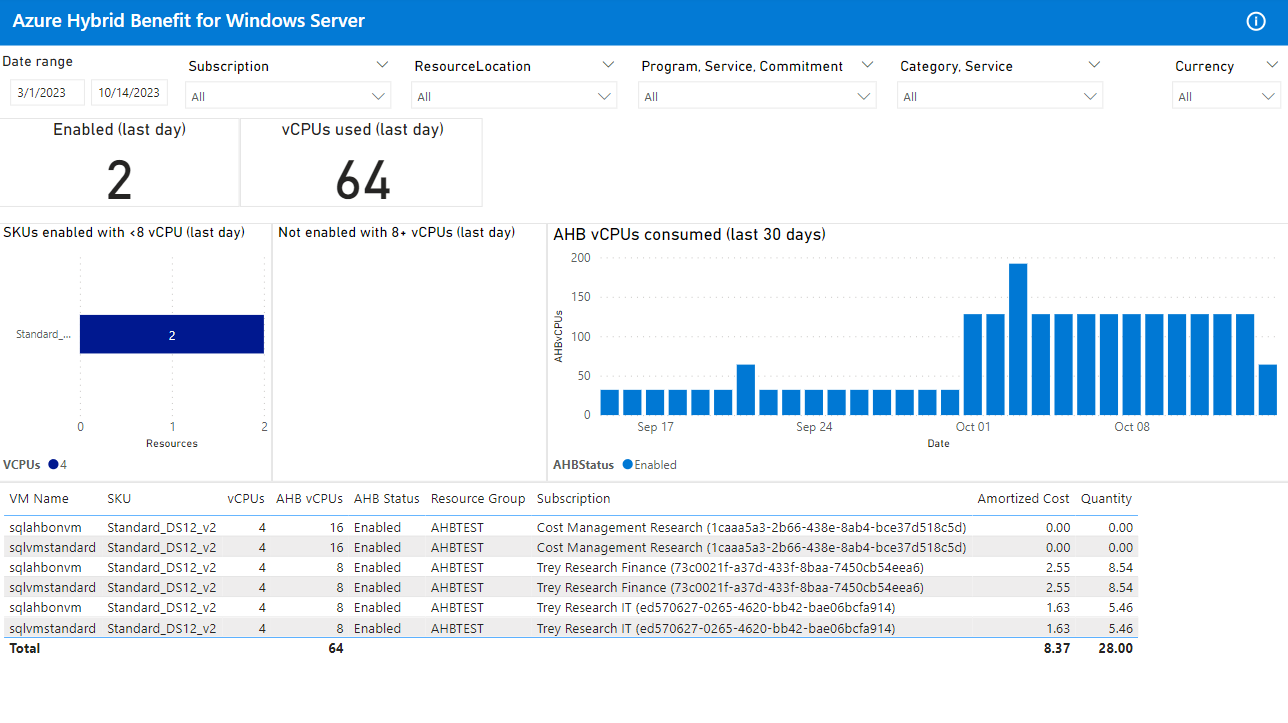 Azure Hybrid Benefit for Windows Server
Date range
3/1/2023 10/14/2023
Subscription
All
ResourceLocation
All
Program, Service, Commitment
All
Category, Service
All
Currency
All
Enabled (last day)
2
vCPUs used (last day)
64
SKUs enabled with <8 vCPU (last day)
Standard_...
2
0 1 2
Resources
VCPUs 4
Not enabled with 8+ vCPUs (last day)
AHB vCPUs consumed (last 30 days)
200
150
100
50
0
AHBvCPUs
Sep 17 Sep 24 Oct 01 Oct 08
Date
AHBStatus Enabled
VM Name SKU vCPUs AHB vCPUs AHB Status Resource Group Subscription Amortized Cost Quantity
sqlahbonvm Standard_DS12_v2 4 16 Enabled AHBTEST Cost Management Research (1caaa5a3-2b66-438e-8ab4-bce37d518c5d) 0.00 0.00
sqlvmstandard Standard_DS12_v2 4 16 Enabled AHBTEST Cost Management Research (1caaa5a3-2b66-438e-8ab4-bce37d518c5d) 0.00 0.00
sqlahbonvm Standard_DS12_v2 4 8 Enabled AHBTEST Trey Research Finance (73c0021f-a37d-433f-8baa-7450cb54eea6) 2.55 8.54
sqlvmstandard Standard_DS12_v2 4 8 Enabled AHBTEST Trey Research Finance (73c0021f-a37d-433f-8baa-7450cb54eea6) 2.55 8.54
sqlahbonvm Standard_DS12_v2 4 8 Enabled AHBTEST Trey Research IT (ed570627-0265-4620-bb42-bae06bcfa914) 1.63 5.46
sqlvmstandard Standard_DS12_v2 4 8 Enabled AHBTEST Trey Research IT (ed570627-0265-4620-bb42-bae06bcfa914) 1.63 5.46
Total 64 8.37 28.00